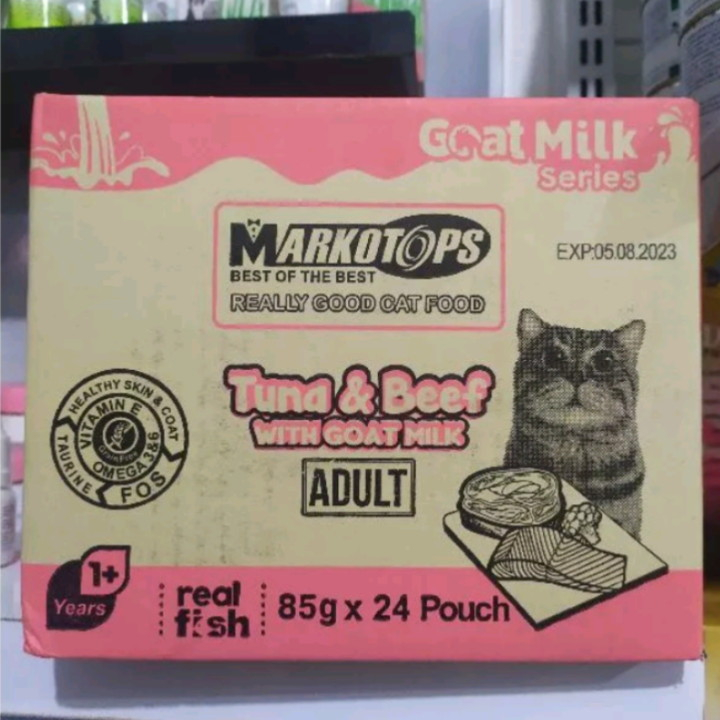 Goat Milk
Series
MARKOTOPS
BEST OF THE BEST
REALLY GOOD CAT FOOD
EXP:05.08.2023
Tuna & Beef
WITH GOAT MILK
ADULT
HEALTHY SKIN & COAT
VITAMIN E
OMEGA 3&6
TAURINE
FOS
1+
Years
real
fish
85g x 24 Pouch